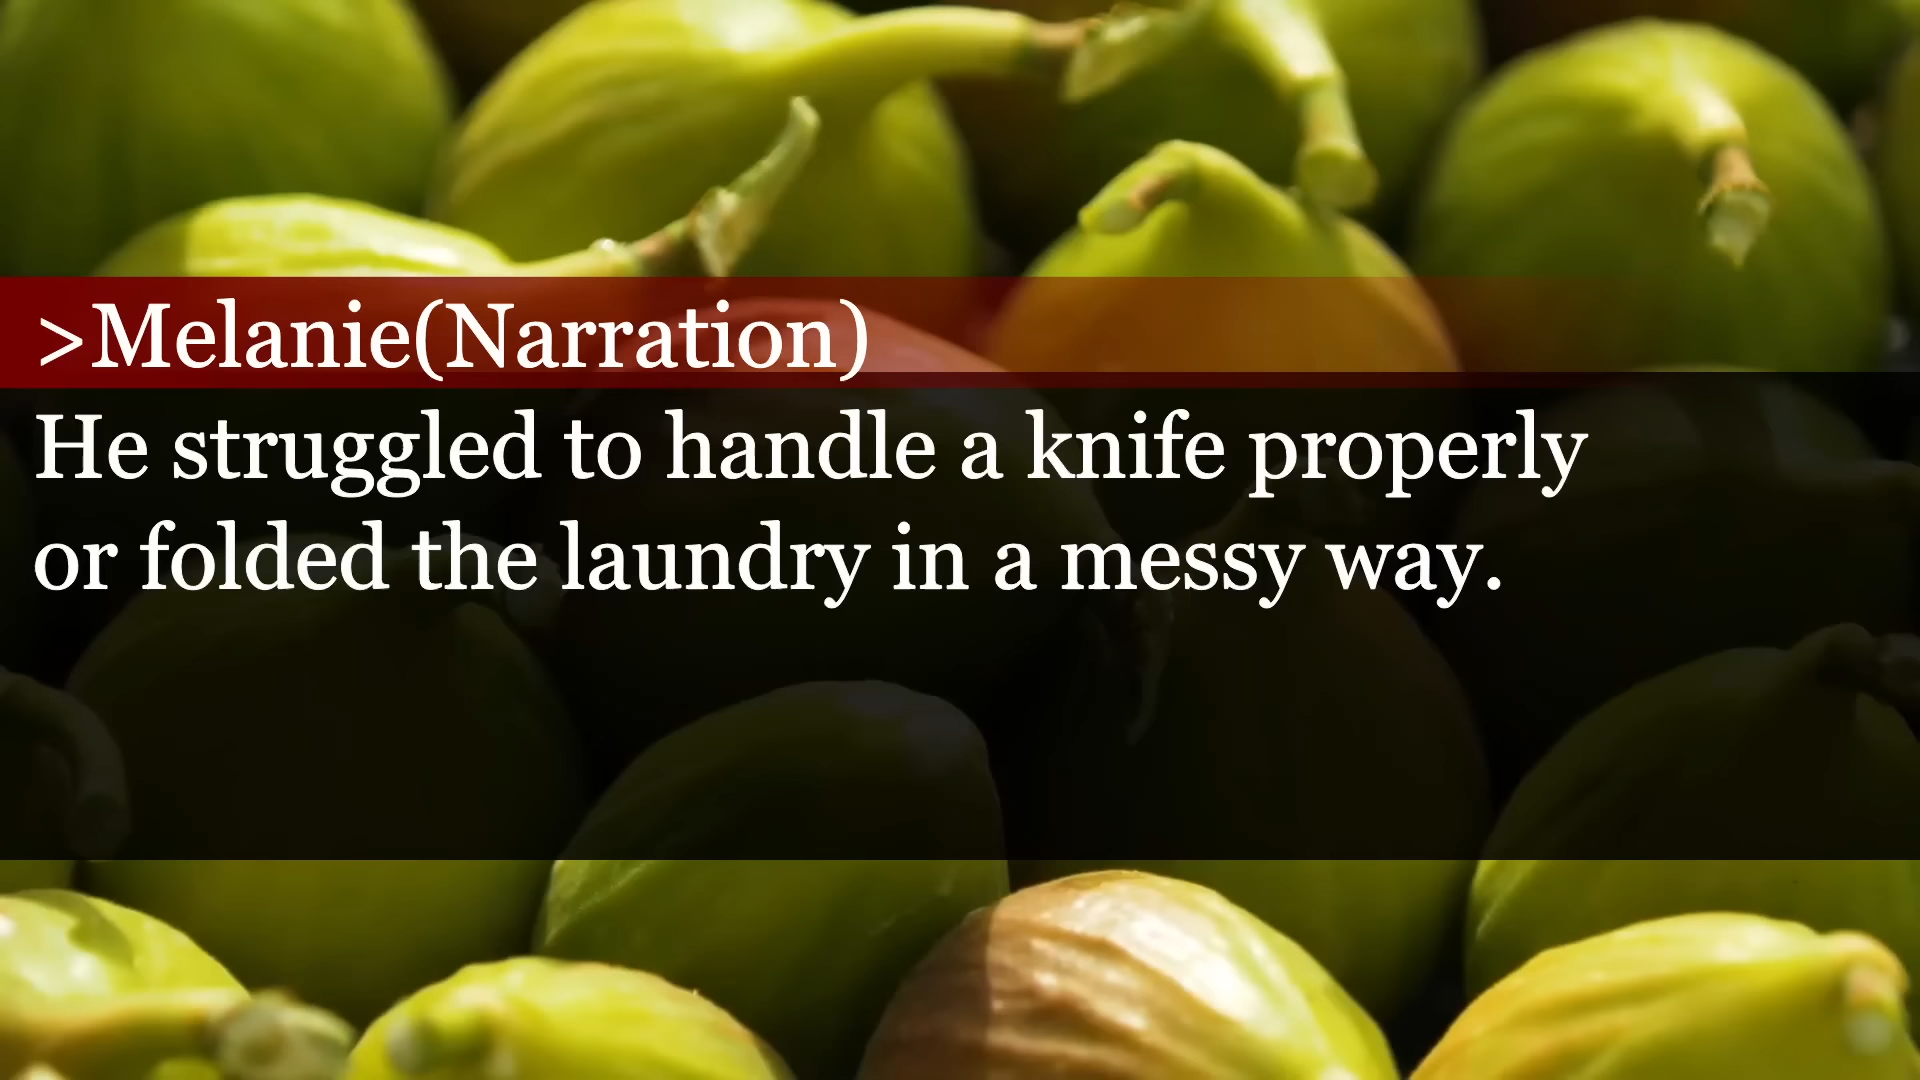 >Melanie(Narration)
He struggled to handle a knife properly
or folded the laundry in a messy way.